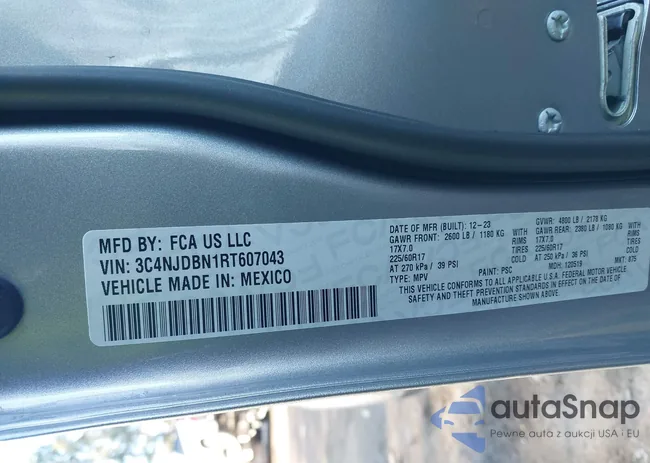 MFD BY: FCA US LLC
VIN: 3C4NJDBN1RT607043
VEHICLE MADE IN: MEXICO
DATE OF MFR (BUILT): 12-23 GVWR: 4800 LB / 2178 KG
GAWR FRONT: 2600 LB / 1180 KG WITH GAWR REAR: 2380 LB / 1080 KG WITH
17X7.0 RIMS 17X7.0 RIMS
225/60R17 TIRES 225/60R17 TIRES
AT 270 kPa / 39 PSI COLD AT 250 kPa / 36 PSI COLD
TYPE: MPV PAINT: PSC MDH: 120519 MKT: 875
THIS VEHICLE CONFORMS TO ALL APPLICABLE U.S.A. FEDERAL MOTOR VEHICLE
SAFETY AND THEFT PREVENTION STANDARDS IN EFFECT ON THE DATE OF
MANUFACTURE SHOWN ABOVE.
autaSnap
Pewne auta z aukcji USA i EU